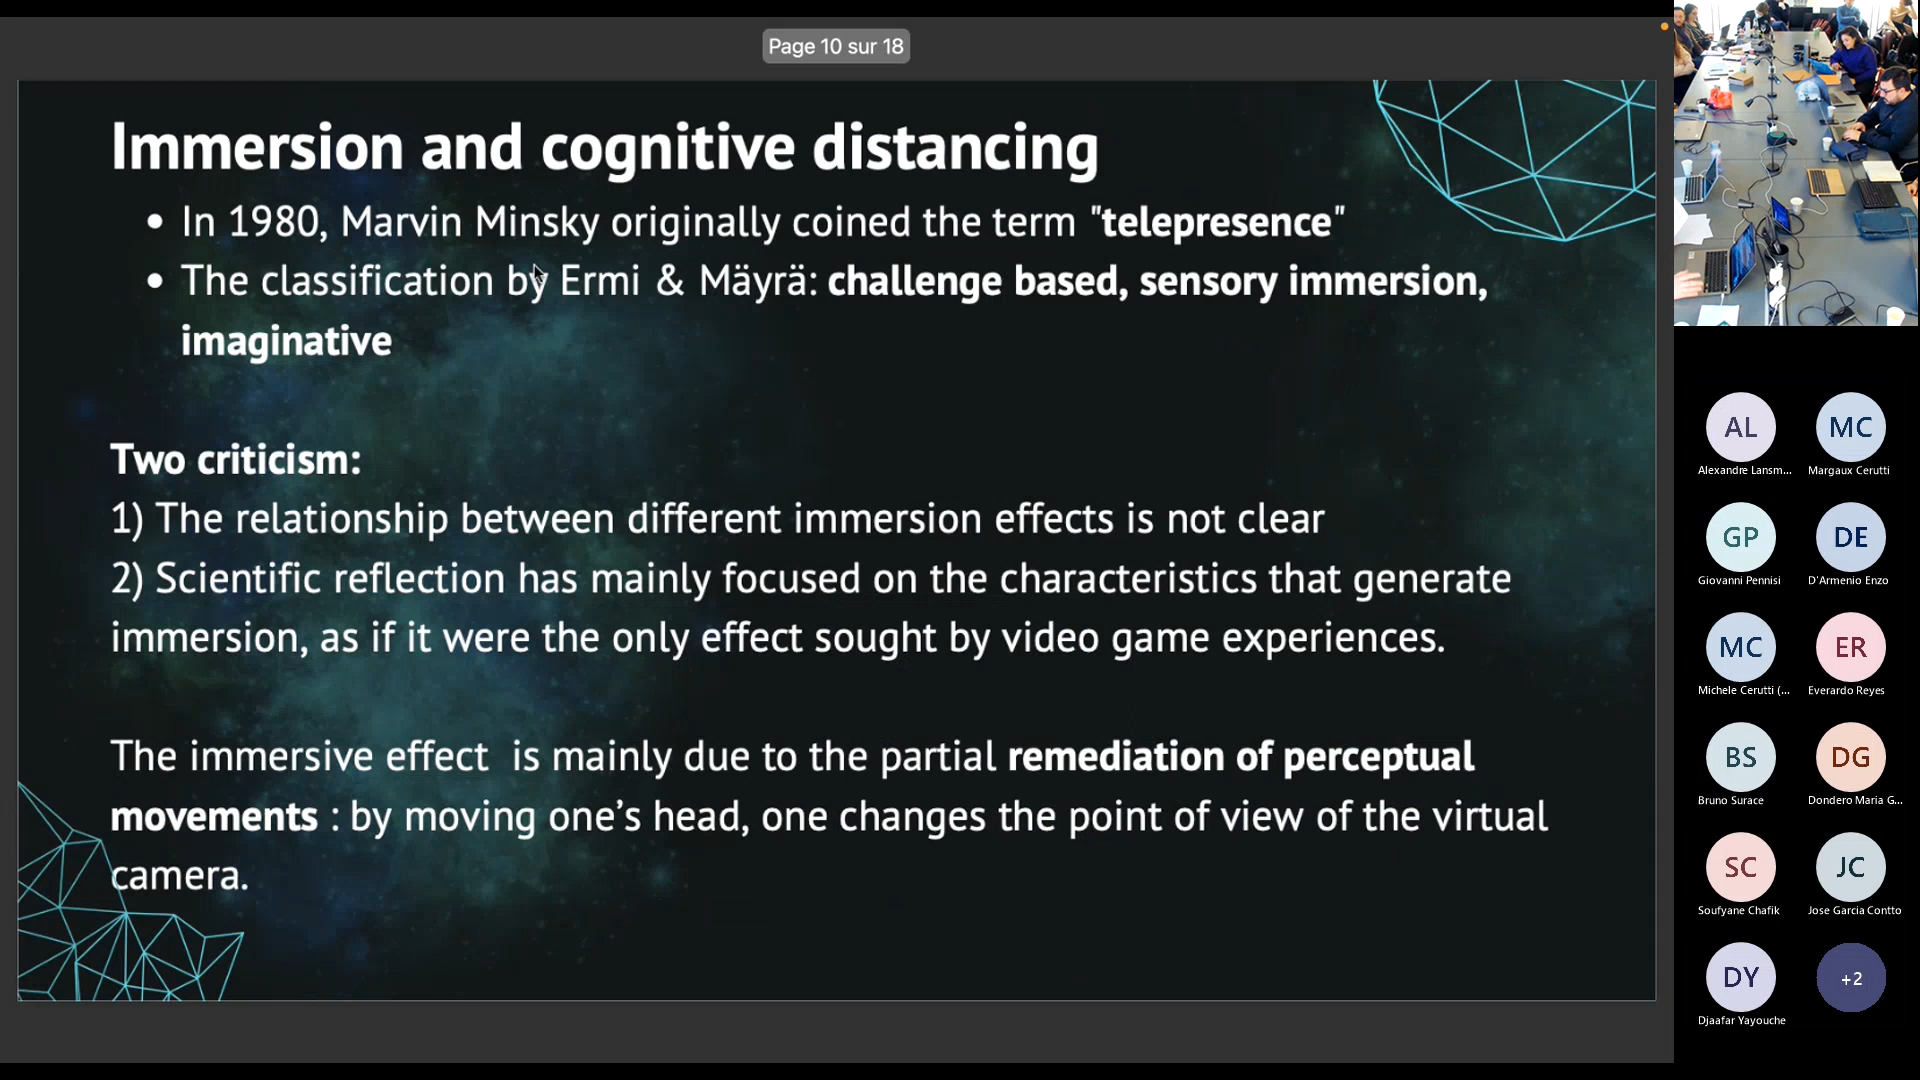 Page 10 sur 18
Immersion and cognitive distancing
• In 1980, Marvin Minsky originally coined the term "telepresence"
• The classification by Ermi & Mäyrä: challenge based, sensory immersion,
imaginative
Two criticism:
1) The relationship between different immersion effects is not clear
2) Scientific reflection has mainly focused on the characteristics that generate
immersion, as if it were the only effect sought by video game experiences.
The immersive effect  is mainly due to the partial remediation of perceptual
movements : by moving one’s head, one changes the point of view of the virtual
camera.
AL
Alexandre Lansm...
MC
Margaux Cerutti
GP
Giovanni Pennisi
DE
D'Armenio Enzo
MC
Michele Cerutti (...
ER
Everardo Reyes
BS
Bruno Surace
DG
Dondero Maria G...
SC
Soufyane Chafik
JC
Jose Garcia Contto
DY
Djaafar Yayouche
+2